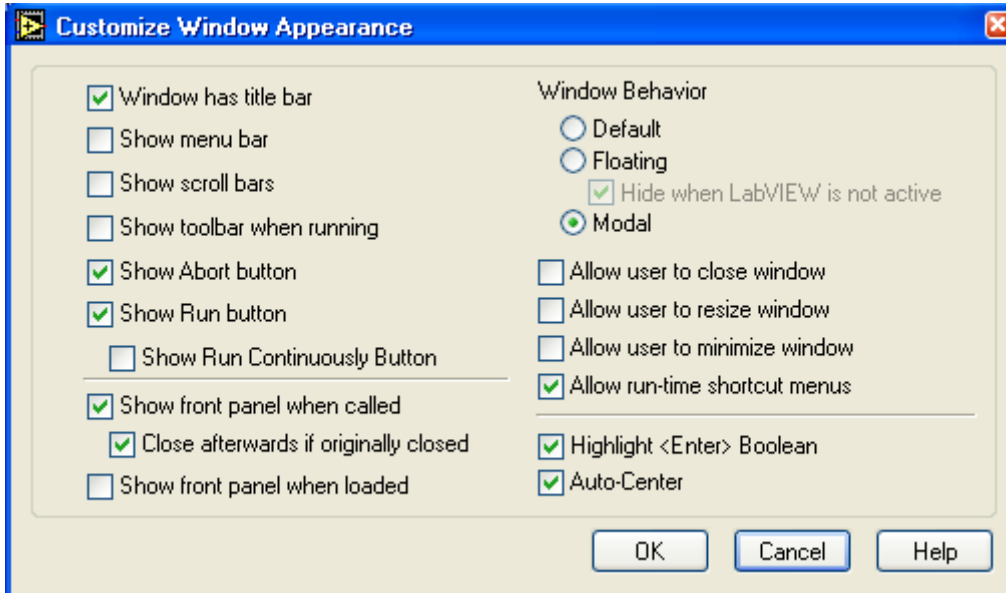 Customize Window Appearance
Window has title bar
Show menu bar
Show scroll bars
Show toolbar when running
Show Abort button
Show Run button
Show Run Continuously Button
Show front panel when called
Close afterwards if originally closed
Show front panel when loaded
Window Behavior
Default
Floating
Hide when LabVIEW is not active
Modal
Allow user to close window
Allow user to resize window
Allow user to minimize window
Allow run-time shortcut menus
Highlight <Enter> Boolean
Auto-Center
OK
Cancel
Help